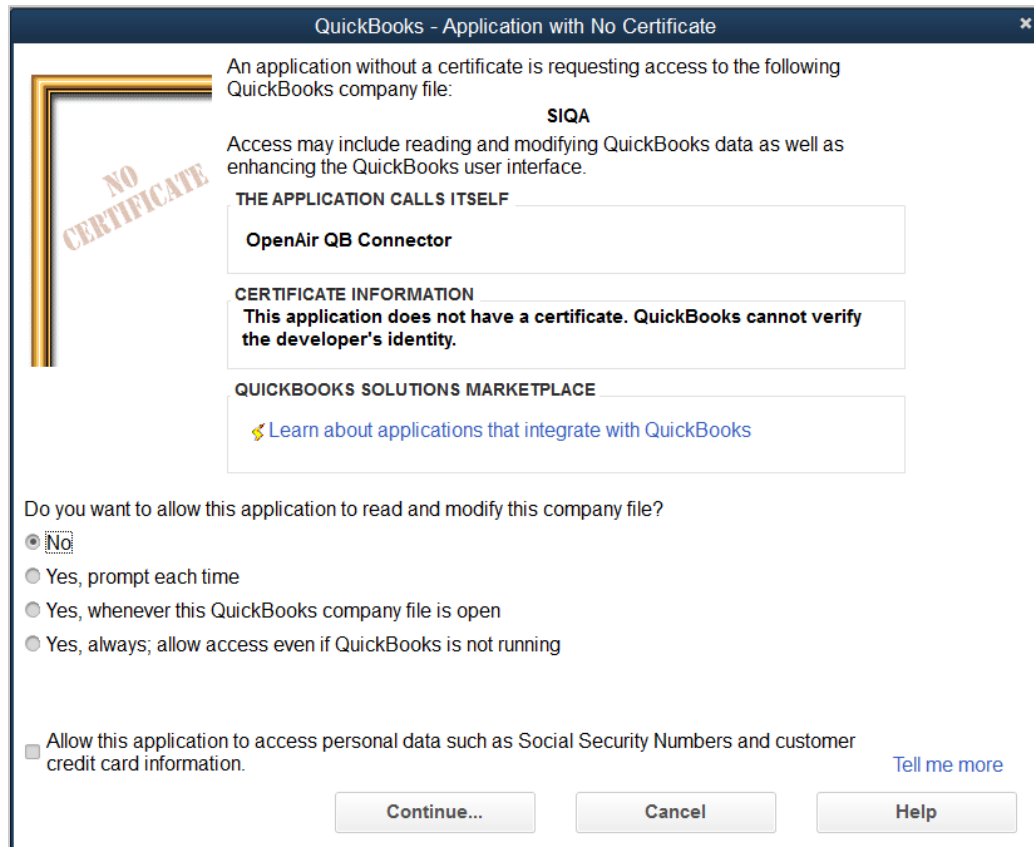 QuickBooks - Application with No Certificate
An application without a certificate is requesting access to the following
QuickBooks company file:
SIQA
Access may include reading and modifying QuickBooks data as well as
enhancing the QuickBooks user interface.
NO
CERTIFICATE
THE APPLICATION CALLS ITSELF
OpenAir QB Connector
CERTIFICATE INFORMATION
This application does not have a certificate. QuickBooks cannot verify
the developer's identity.
QUICKBOOKS SOLUTIONS MARKETPLACE
Learn about applications that integrate with QuickBooks
Do you want to allow this application to read and modify this company file?
No
Yes, prompt each time
Yes, whenever this QuickBooks company file is open
Yes, always; allow access even if QuickBooks is not running
Allow this application to access personal data such as Social Security Numbers and customer
credit card information.
Tell me more
Continue...
Cancel
Help